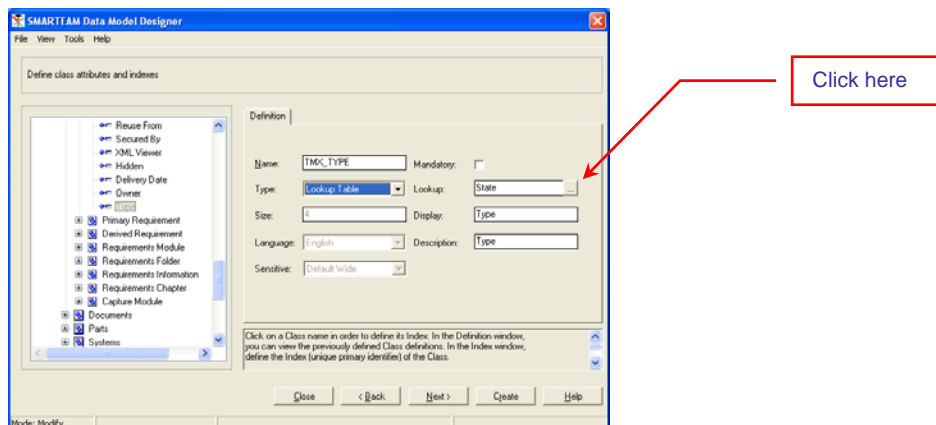 SMARTEAM Data Model Designer
File View Tools Help
Click here
Define class attributes and indexes
Definition
Reuse From
Secured By
XML Viewer
Hidden
Delivery Date
Owner
Type
Primary Requirement
Derived Requirement
Requirements Module
Requirements Folder
Requirements Information
Requirements Chapter
Capture Module
Documents
Parts
Systems
Name: TMX_TYPE Mandatory:
Type: Lookup Table Lookup: State ...
Size: 4 Display: Type
Language: English Description: Type
Sensitive: Default Wide
Click on a Class name in order to define its Index. In the Definition window,
you can view the previously defined Class definitions. In the Index window,
define the Index (unique primary identifier) of the Class.
Close < Back Next > Create Help
Mode: Modify